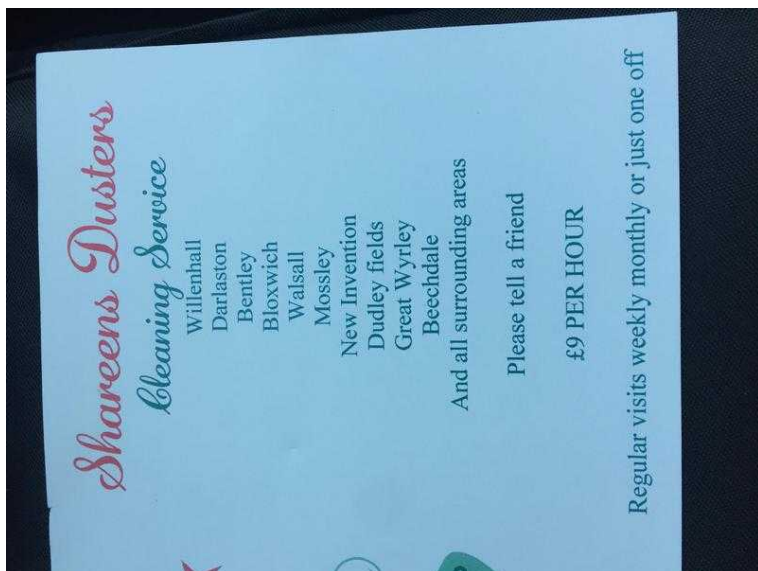 Shareens Dusters
Cleaning Service
Willenhall
Darlaston
Bentley
Bloxwich
Walsall
Mossley
New Invention
Dudley fields
Great Wyrley
Beechdale
And all surrounding areas
Please tell a friend
£9 PER HOUR
Regular visits weekly monthly or just one off